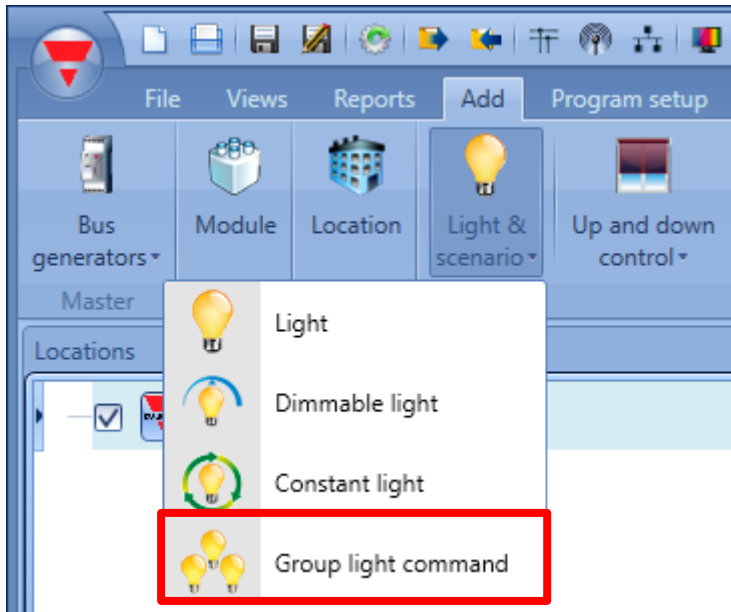 File Views Reports Add Program setup
Bus generators
Module
Location
Light & scenario
Up and down control
Master
Locations
Light
Dimmable light
Constant light
Group light command